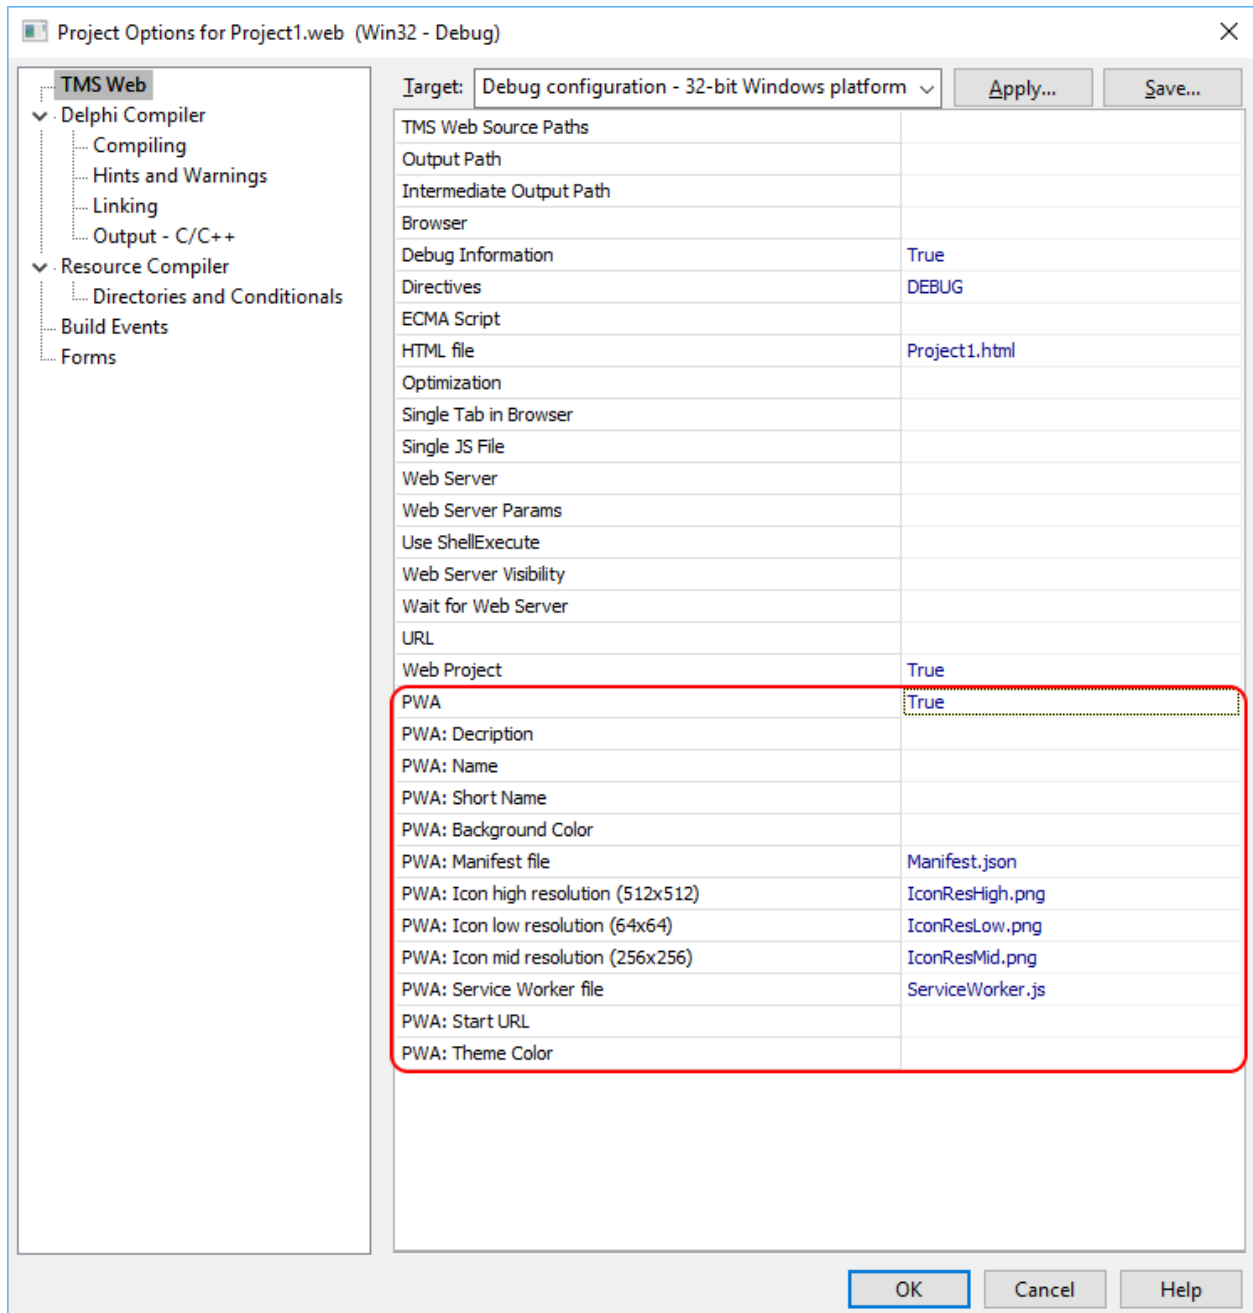 Project Options for Project1.web (Win32 - Debug)
TMS Web
Delphi Compiler
Compiling
Hints and Warnings
Linking
Output - C/C++
Resource Compiler
Directories and Conditionals
Build Events
Forms
Target: Debug configuration - 32-bit Windows platform Apply... Save...
TMS Web Source Paths
Output Path
Intermediate Output Path
Browser
Debug Information True
Directives DEBUG
ECMA Script
HTML file Project1.html
Optimization
Single Tab in Browser
Single JS File
Web Server
Web Server Params
Use ShellExecute
Web Server Visibility
Wait for Web Server
URL
Web Project True
PWA True
PWA: Decription
PWA: Name
PWA: Short Name
PWA: Background Color
PWA: Manifest file Manifest.json
PWA: Icon high resolution (512x512) IconResHigh.png
PWA: Icon low resolution (64x64) IconResLow.png
PWA: Icon mid resolution (256x256) IconResMid.png
PWA: Service Worker file ServiceWorker.js
PWA: Start URL
PWA: Theme Color
OK Cancel Help